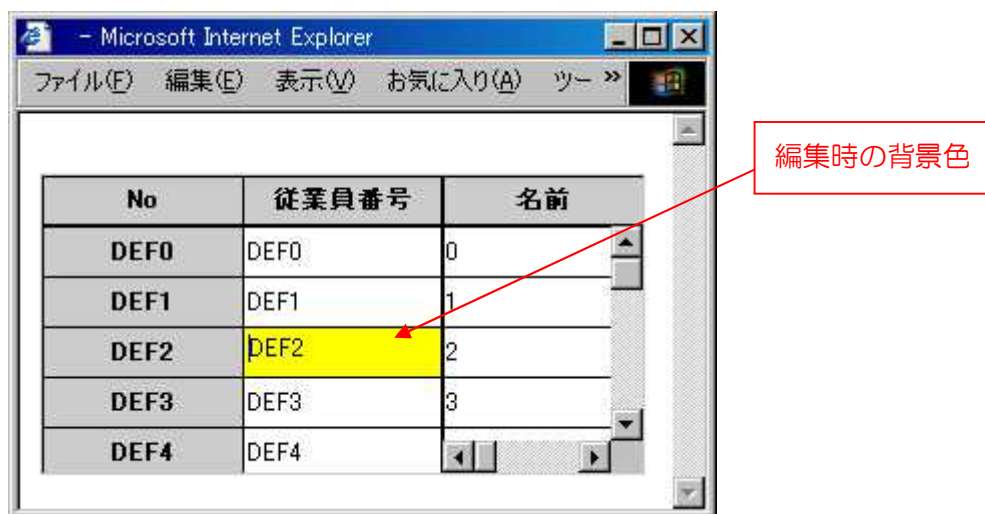 - Microsoft Internet Explorer
ファイル(F) 編集(E) 表示(V) お気に入り(A) ツー »
編集時の背景色
No 従業員番号 名前
DEF0 DEF0 0
DEF1 DEF1 1
DEF2 DEF2 2
DEF3 DEF3 3
DEF4 DEF4